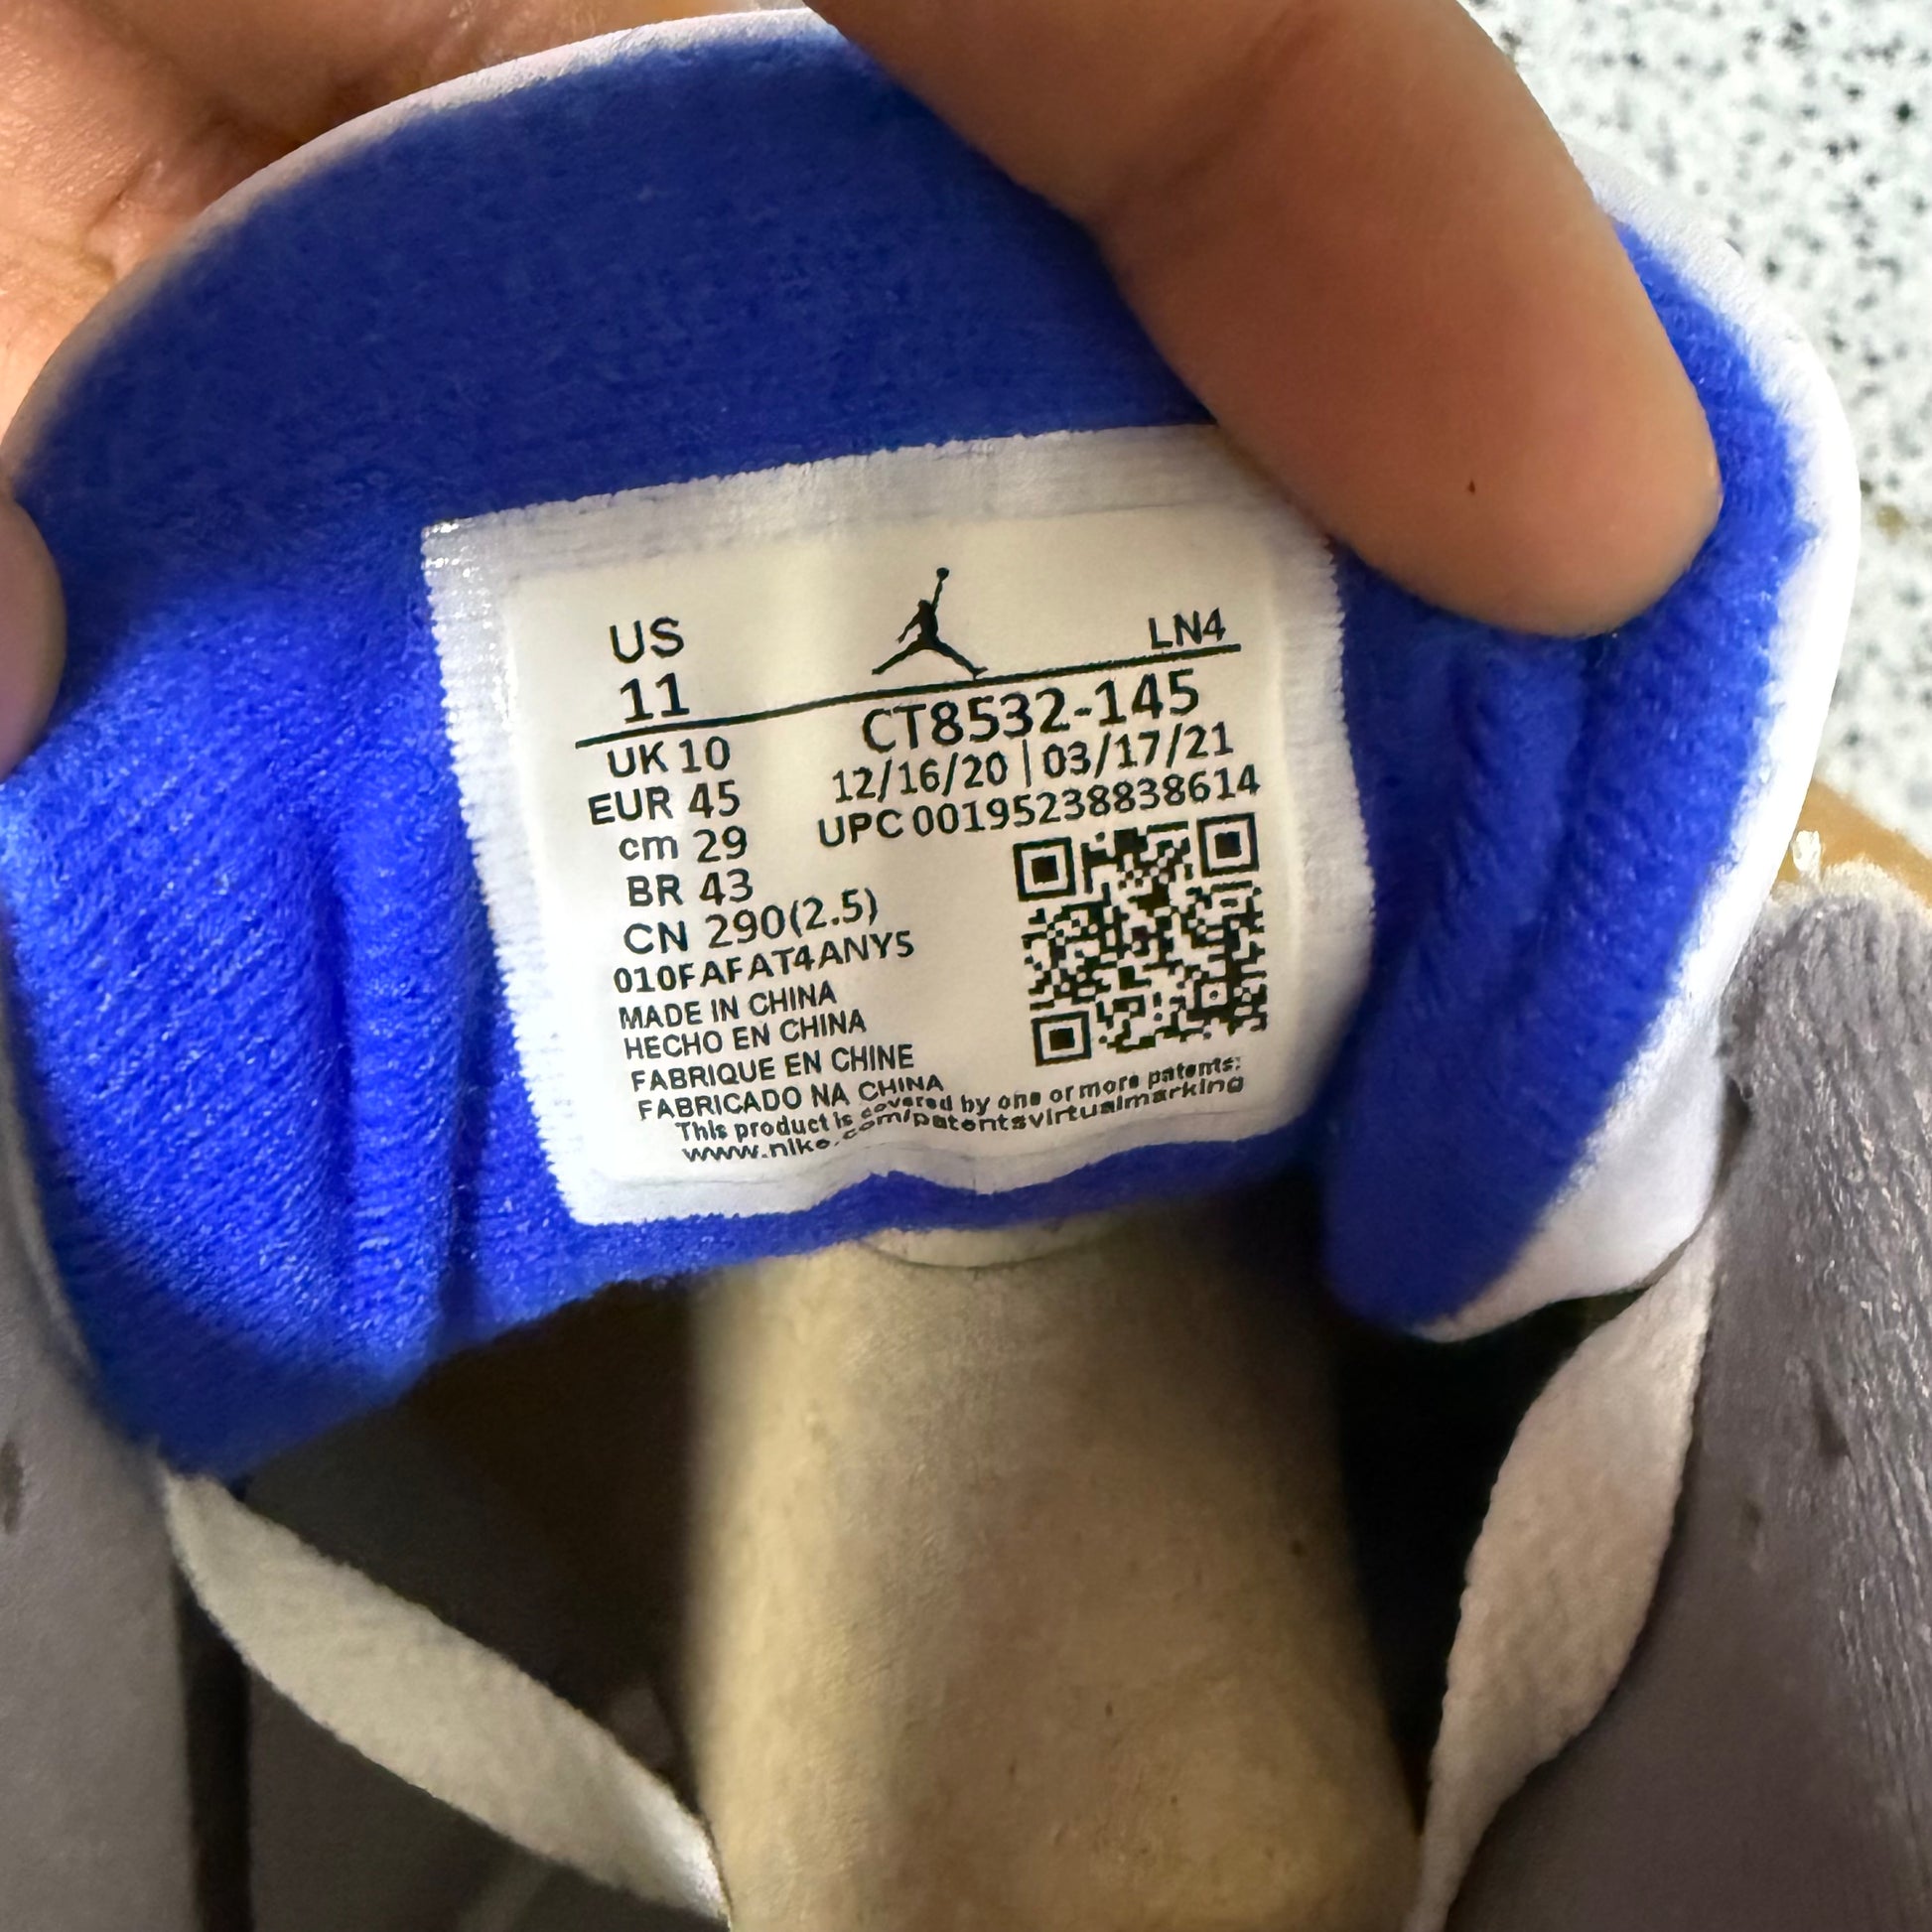 US
11
LN4
CT8532-145
12/16/20 | 03/17/21
UPC 00195238838614
UK 10
EUR 45
cm 29
BR 43
CN 290(2.5)
010FAFAT4ANY5
MADE IN CHINA
HECHO EN CHINA
FABRIQUE EN CHINE
FABRICADO NA CHINA
This product is covered by one or more patents:
www.nike.com/patentsvirtualmarking